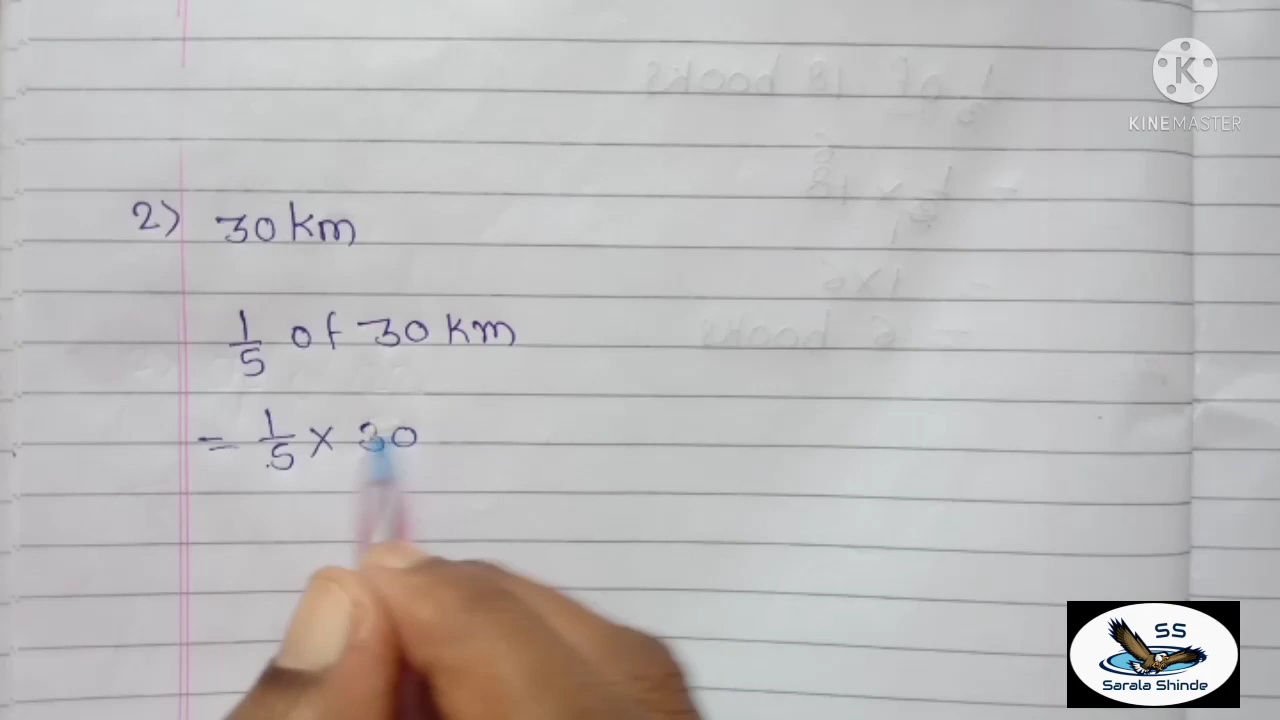 KINEMASTER
2) 30 km
1/5 of 30 km
= 1/5 × 30
SS
Sarala Shinde